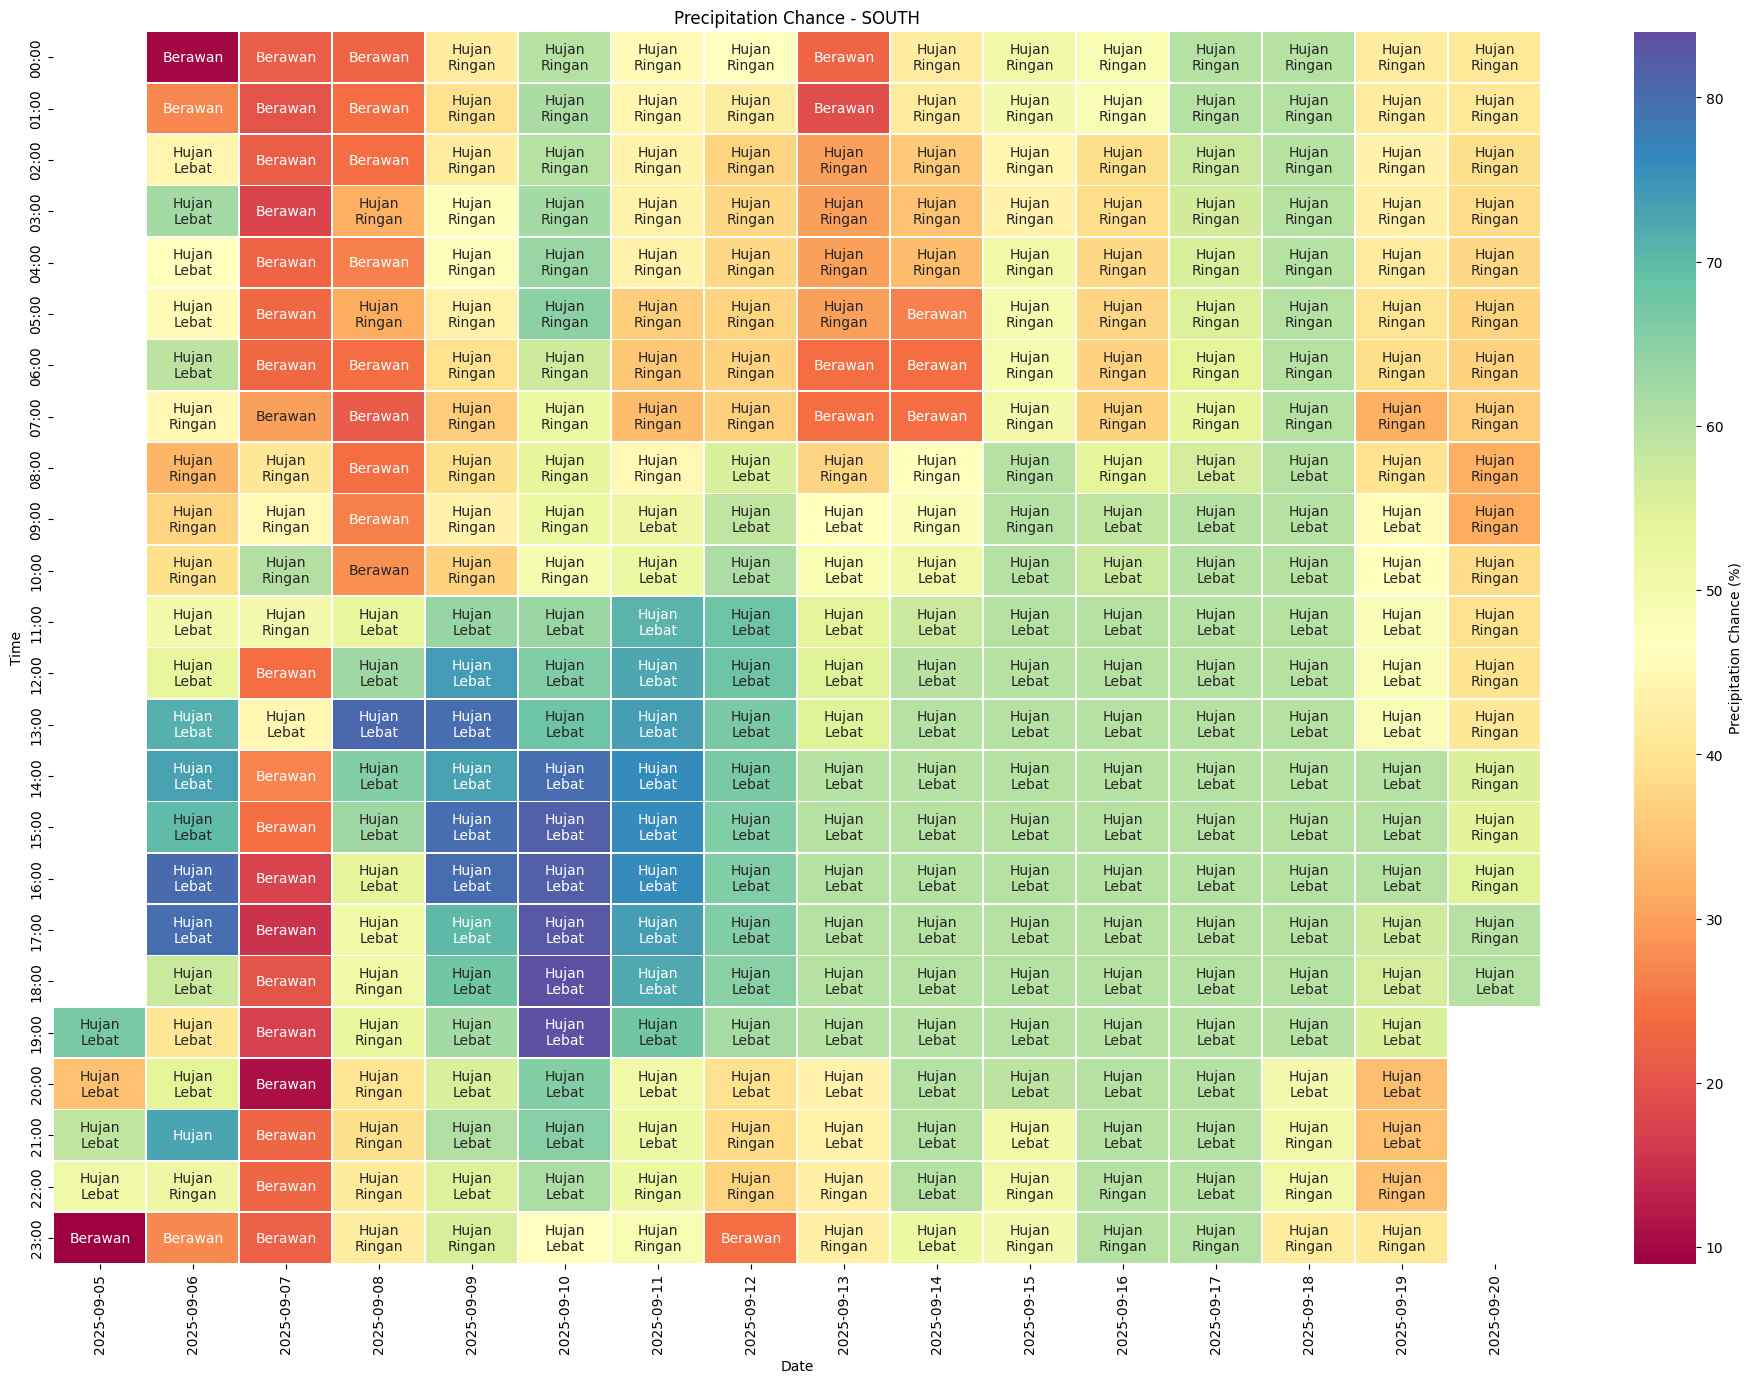 Precipitation Chance - SOUTH
00:00 Berawan Berawan Berawan Hujan Ringan Hujan Ringan Hujan Ringan Hujan Ringan Berawan Hujan Ringan Hujan Ringan Hujan Ringan Hujan Ringan Hujan Ringan Hujan Ringan Hujan Ringan
01:00 Berawan Berawan Berawan Hujan Ringan Hujan Ringan Hujan Ringan Hujan Ringan Berawan Hujan Ringan Hujan Ringan Hujan Ringan Hujan Ringan Hujan Ringan Hujan Ringan Hujan Ringan
02:00 Hujan Lebat Berawan Berawan Hujan Ringan Hujan Ringan Hujan Ringan Hujan Ringan Hujan Ringan Hujan Ringan Hujan Ringan Hujan Ringan Hujan Ringan Hujan Ringan Hujan Ringan Hujan Ringan
03:00 Hujan Lebat Berawan Hujan Ringan Hujan Ringan Hujan Ringan Hujan Ringan Hujan Ringan Hujan Ringan Hujan Ringan Hujan Ringan Hujan Ringan Hujan Ringan Hujan Ringan Hujan Ringan Hujan Ringan
04:00 Hujan Lebat Berawan Berawan Hujan Ringan Hujan Ringan Hujan Ringan Hujan Ringan Hujan Ringan Hujan Ringan Hujan Ringan Hujan Ringan Hujan Ringan Hujan Ringan Hujan Ringan Hujan Ringan
05:00 Hujan Lebat Berawan Hujan Ringan Hujan Ringan Hujan Ringan Hujan Ringan Hujan Ringan Hujan Ringan Berawan Hujan Ringan Hujan Ringan Hujan Ringan Hujan Ringan Hujan Ringan Hujan Ringan
06:00 Hujan Lebat Berawan Berawan Hujan Ringan Hujan Ringan Hujan Ringan Hujan Ringan Berawan Berawan Hujan Ringan Hujan Ringan Hujan Ringan Hujan Ringan Hujan Ringan Hujan Ringan
07:00 Hujan Ringan Berawan Berawan Hujan Ringan Hujan Ringan Hujan Ringan Hujan Ringan Berawan Berawan Hujan Ringan Hujan Ringan Hujan Ringan Hujan Ringan Hujan Ringan Hujan Ringan
08:00 Hujan Ringan Hujan Ringan Berawan Hujan Ringan Hujan Ringan Hujan Ringan Hujan Lebat Hujan Ringan Hujan Ringan Hujan Ringan Hujan Ringan Hujan Lebat Hujan Lebat Hujan Ringan Hujan Ringan
09:00 Hujan Ringan Hujan Ringan Berawan Hujan Ringan Hujan Ringan Hujan Lebat Hujan Lebat Hujan Lebat Hujan Ringan Hujan Ringan Hujan Lebat Hujan Lebat Hujan Lebat Hujan Lebat Hujan Ringan
10:00 Hujan Ringan Hujan Ringan Berawan Hujan Ringan Hujan Ringan Hujan Lebat Hujan Lebat Hujan Lebat Hujan Lebat Hujan Lebat Hujan Lebat Hujan Lebat Hujan Lebat Hujan Lebat Hujan Ringan
11:00 Hujan Lebat Hujan Ringan Hujan Lebat Hujan Lebat Hujan Lebat Hujan Lebat Hujan Lebat Hujan Lebat Hujan Lebat Hujan Lebat Hujan Lebat Hujan Lebat Hujan Lebat Hujan Lebat Hujan Ringan
12:00 Hujan Lebat Berawan Hujan Lebat Hujan Lebat Hujan Lebat Hujan Lebat Hujan Lebat Hujan Lebat Hujan Lebat Hujan Lebat Hujan Lebat Hujan Lebat Hujan Lebat Hujan Lebat Hujan Ringan
13:00 Hujan Lebat Hujan Lebat Hujan Lebat Hujan Lebat Hujan Lebat Hujan Lebat Hujan Lebat Hujan Lebat Hujan Lebat Hujan Lebat Hujan Lebat Hujan Lebat Hujan Lebat Hujan Lebat Hujan Ringan
14:00 Hujan Lebat Berawan Hujan Lebat Hujan Lebat Hujan Lebat Hujan Lebat Hujan Lebat Hujan Lebat Hujan Lebat Hujan Lebat Hujan Lebat Hujan Lebat Hujan Lebat Hujan Lebat Hujan Ringan
15:00 Hujan Lebat Berawan Hujan Lebat Hujan Lebat Hujan Lebat Hujan Lebat Hujan Lebat Hujan Lebat Hujan Lebat Hujan Lebat Hujan Lebat Hujan Lebat Hujan Lebat Hujan Lebat Hujan Ringan
16:00 Hujan Lebat Berawan Hujan Lebat Hujan Lebat Hujan Lebat Hujan Lebat Hujan Lebat Hujan Lebat Hujan Lebat Hujan Lebat Hujan Lebat Hujan Lebat Hujan Lebat Hujan Lebat Hujan Ringan
17:00 Hujan Lebat Berawan Hujan Lebat Hujan Lebat Hujan Lebat Hujan Lebat Hujan Lebat Hujan Lebat Hujan Lebat Hujan Lebat Hujan Lebat Hujan Lebat Hujan Lebat Hujan Lebat Hujan Ringan
18:00 Hujan Lebat Berawan Hujan Ringan Hujan Lebat Hujan Lebat Hujan Lebat Hujan Lebat Hujan Lebat Hujan Lebat Hujan Lebat Hujan Lebat Hujan Lebat Hujan Lebat Hujan Lebat Hujan Lebat
19:00 Hujan Lebat Hujan Lebat Berawan Hujan Ringan Hujan Lebat Hujan Lebat Hujan Lebat Hujan Lebat Hujan Lebat Hujan Lebat Hujan Lebat Hujan Lebat Hujan Lebat Hujan Lebat Hujan Lebat
20:00 Hujan Lebat Hujan Lebat Berawan Hujan Ringan Hujan Lebat Hujan Lebat Hujan Lebat Hujan Lebat Hujan Lebat Hujan Lebat Hujan Lebat Hujan Lebat Hujan Lebat Hujan Lebat Hujan Lebat
21:00 Hujan Lebat Hujan Berawan Hujan Ringan Hujan Lebat Hujan Lebat Hujan Lebat Hujan Ringan Hujan Lebat Hujan Lebat Hujan Lebat Hujan Lebat Hujan Lebat Hujan Ringan Hujan Lebat
22:00 Hujan Lebat Hujan Ringan Berawan Hujan Ringan Hujan Lebat Hujan Lebat Hujan Ringan Hujan Ringan Hujan Ringan Hujan Lebat Hujan Ringan Hujan Ringan Hujan Lebat Hujan Ringan Hujan Ringan
23:00 Berawan Berawan Berawan Hujan Ringan Hujan Ringan Hujan Lebat Hujan Ringan Berawan Hujan Ringan Hujan Lebat Hujan Ringan Hujan Ringan Hujan Ringan Hujan Ringan Hujan Ringan
Time
2025-09-05 2025-09-06 2025-09-07 2025-09-08 2025-09-09 2025-09-10 2025-09-11 2025-09-12 2025-09-13 2025-09-14 2025-09-15 2025-09-16 2025-09-17 2025-09-18 2025-09-19 2025-09-20
Date
80
70
60
50
40
30
20
10
Precipitation Chance (%)